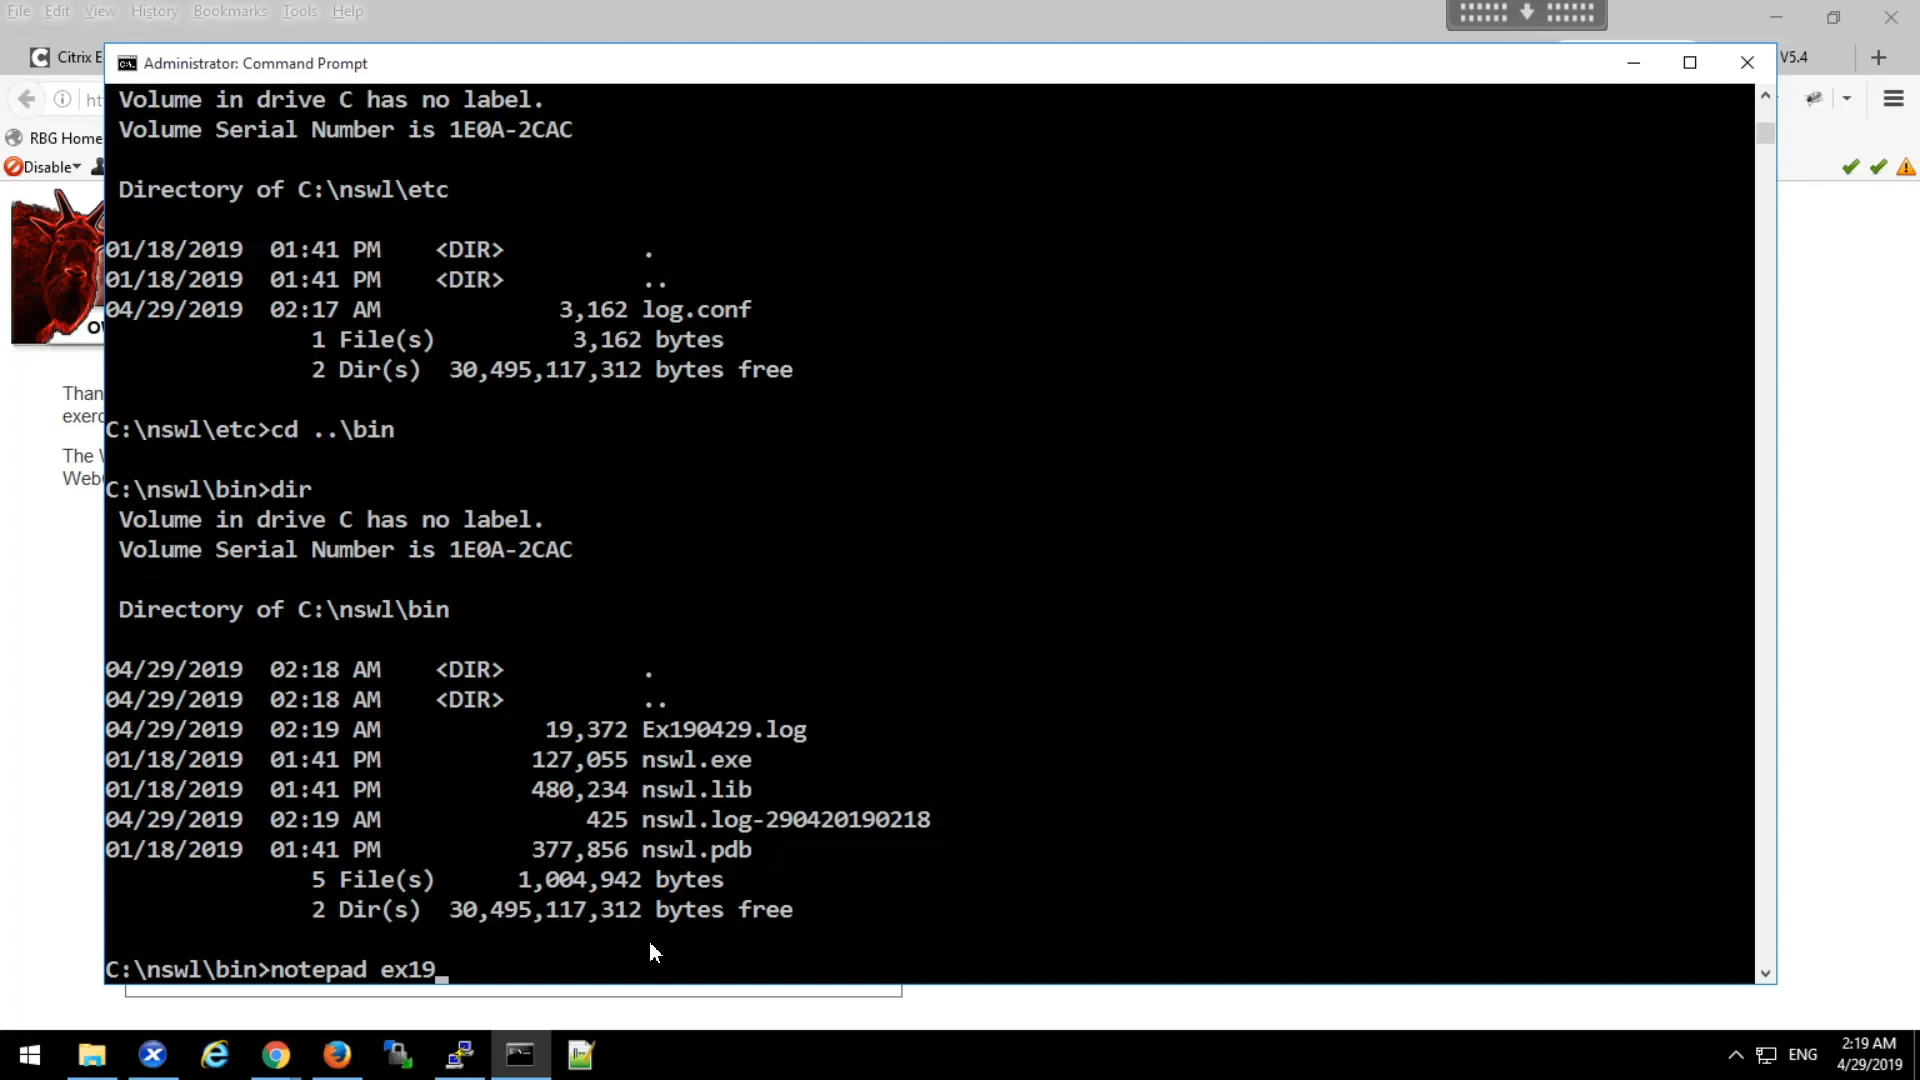 File Edit View History Bookmarks Tools Help
Citrix E
V5.4
Administrator: Command Prompt
RBG Home
Disable
Volume in drive C has no label.
Volume Serial Number is 1E0A-2CAC
Directory of C:\nswl\etc
01/18/2019 01:41 PM <DIR> .
01/18/2019 01:41 PM <DIR> ..
04/29/2019 02:17 AM 3,162 log.conf
1 File(s) 3,162 bytes
2 Dir(s) 30,495,117,312 bytes free
C:\nswl\etc>cd ..\bin
C:\nswl\bin>dir
Volume in drive C has no label.
Volume Serial Number is 1E0A-2CAC
Directory of C:\nswl\bin
04/29/2019 02:18 AM <DIR> .
04/29/2019 02:18 AM <DIR> ..
04/29/2019 02:19 AM 19,372 Ex190429.log
01/18/2019 01:41 PM 127,055 nswl.exe
01/18/2019 01:41 PM 480,234 nswl.lib
04/29/2019 02:19 AM 425 nswl.log-290420190218
01/18/2019 01:41 PM 377,856 nswl.pdb
5 File(s) 1,004,942 bytes
2 Dir(s) 30,495,117,312 bytes free
C:\nswl\bin>notepad ex19_
Than
exerc
The
Web
ENG
2:19 AM
4/29/2019